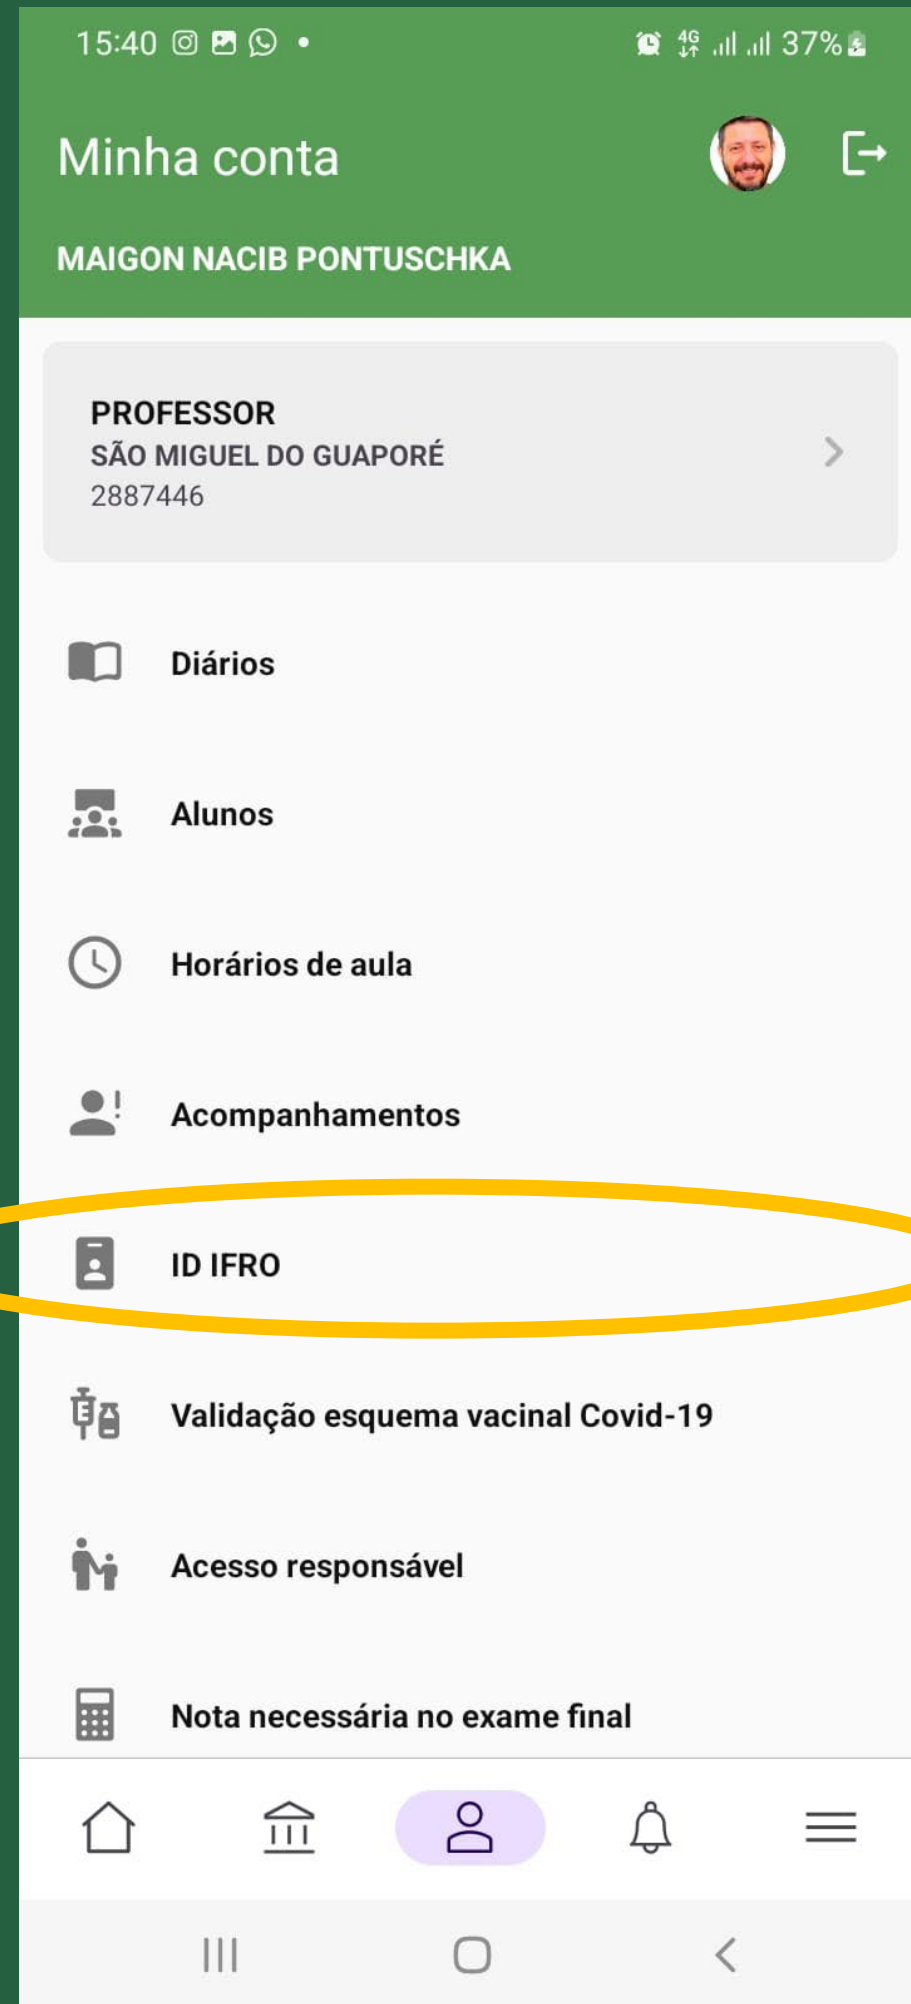 15:40
4G 37%
Minha conta
MAIGON NACIB PONTUSCHKA
PROFESSOR
SÃO MIGUEL DO GUAPORÉ
2887446
Diários
Alunos
Horários de aula
Acompanhamentos
ID IFRO
Validação esquema vacinal Covid-19
Acesso responsável
Nota necessária no exame final